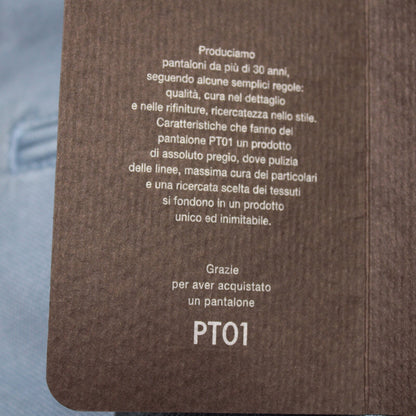 Produciamo
pantaloni da più di 30 anni,
seguendo alcune semplici regole:
qualità, cura nel dettaglio
e nelle rifiniture, ricercatezza nello stile.
Caratteristiche che fanno del
pantalone PT01 un prodotto
di assoluto pregio, dove pulizia
delle linee, massima cura dei particolari
e una ricercata scelta dei tessuti
si fondono in un prodotto
unico ed inimitabile.
Grazie
per aver acquistato
un pantalone
PT01